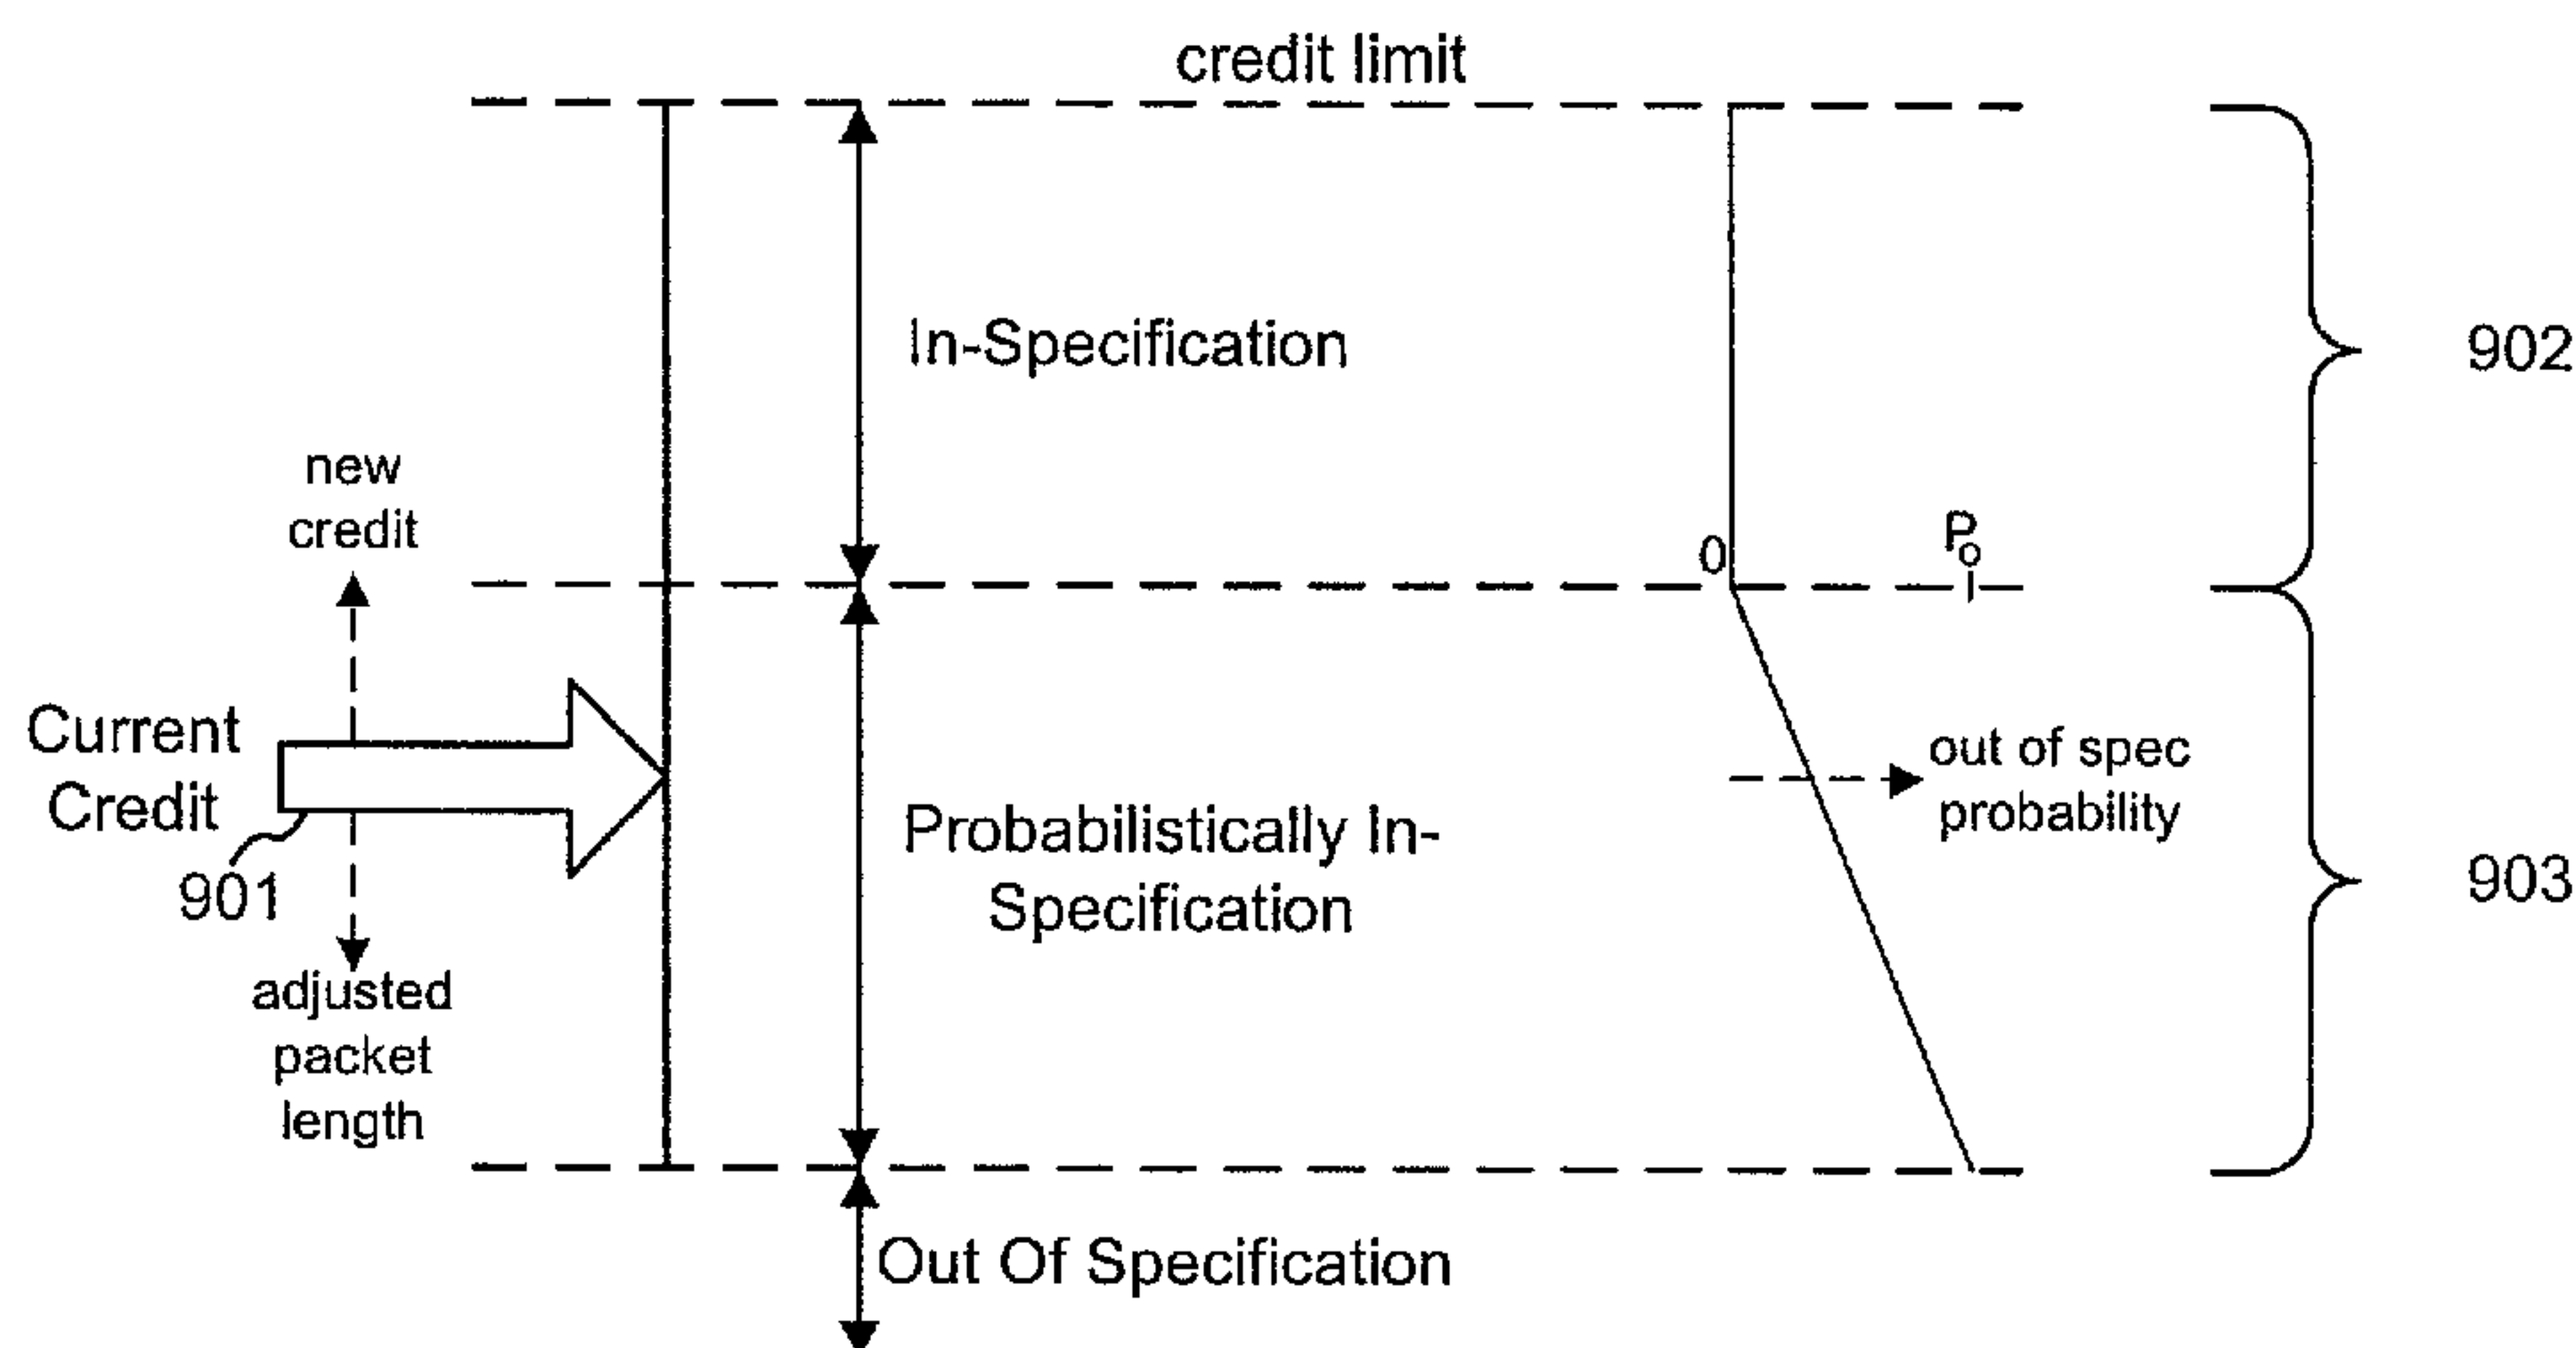 credit limit
In-Specification
902
new
credit
0
Po
Current
Credit
901
out of spec
probability
Probabilistically In-
Specification
903
adjusted
packet
length
Out Of Specification